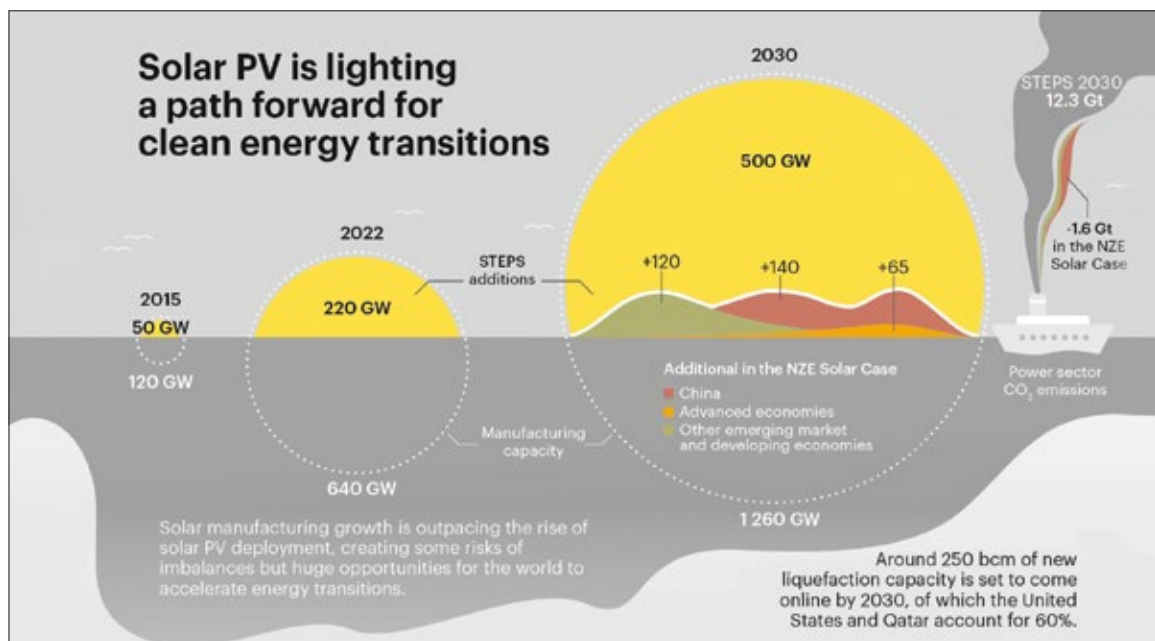 Solar PV is lighting
a path forward for
clean energy transitions
2030
STEPS 2030
12.3 Gt
500 GW
2022
-1.6 Gt
in the NZE
Solar Case
STEPS
additions
+120
+140
+65
2015
220 GW
50 GW
120 GW
Additional in the NZE Solar Case
China
Advanced economies
Other emerging market
and developing economies
Power sector
CO₂ emissions
Manufacturing
capacity
640 GW
1 260 GW
Solar manufacturing growth is outpacing the rise of
solar PV deployment, creating some risks of
imbalances but huge opportunities for the world to
accelerate energy transitions.
Around 250 bcm of new
liquefaction capacity is set to come
online by 2030, of which the United
States and Qatar account for 60%.